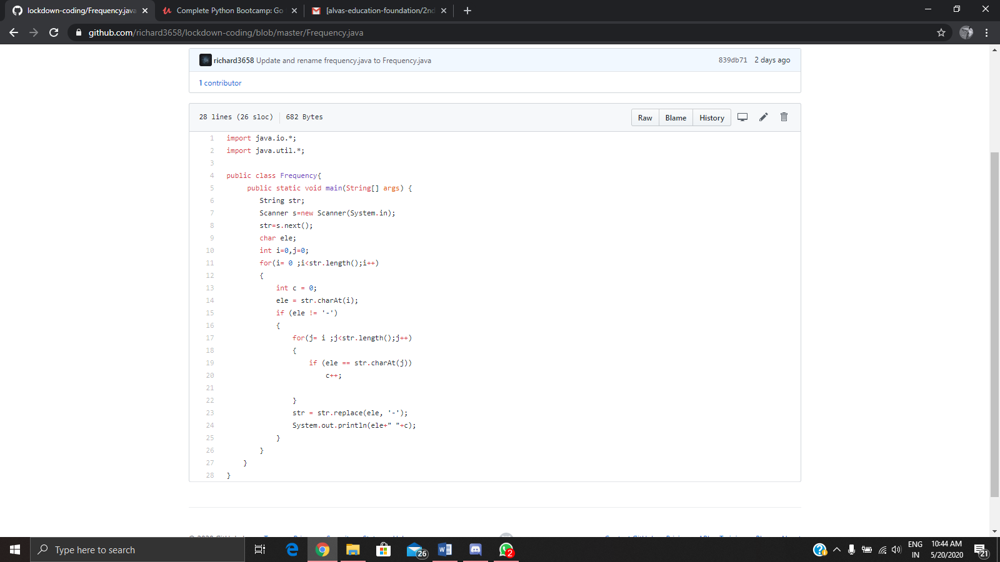 lockdown-coding/Frequency.java
Complete Python Bootcamp: Go
[alvas-education-foundation/2nd
github.com/richard3658/lockdown-coding/blob/master/Frequency.java
richard3658 Update and rename frequency.java to Frequency.java 839db71 2 days ago
1 contributor
28 lines (26 sloc) 682 Bytes Raw Blame History
1 import java.io.*;
2 import java.util.*;
3
4 public class Frequency{
5 public static void main(String[] args) {
6 String str;
7 Scanner s=new Scanner(System.in);
8 str=s.next();
9 char ele;
10 int i=0,j=0;
11 for(i= 0 ;i<str.length();i++)
12 {
13 int c = 0;
14 ele = str.charAt(i);
15 if (ele != '-')
16 {
17 for(j= i ;j<str.length();j++)
18 {
19 if (ele == str.charAt(j))
20 c++;
21
22 }
23 str = str.replace(ele, '-');
24 System.out.println(ele+" "+c);
25 }
26 }
27 }
28 }
Type here to search
26
2
ENG
IN
10:44 AM
5/20/2020
21